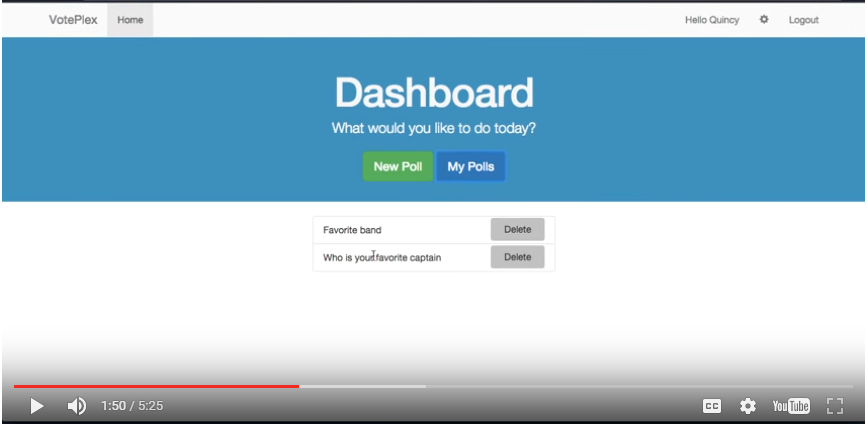 VotePlex Home Hello Quincy Logout
Dashboard
What would you like to do today?
New Poll My Polls
Favorite band Delete
Who is your favorite captain Delete
1:50 / 5:25 CC YouTube